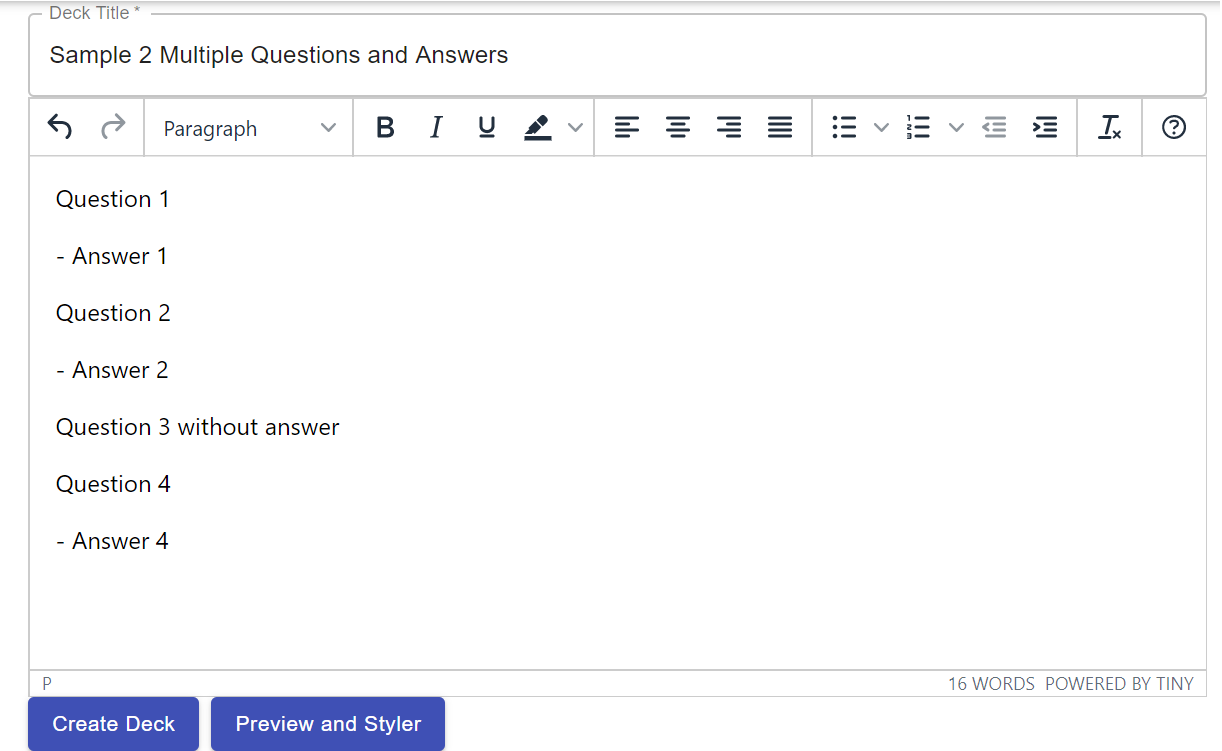 Deck Title *
Sample 2 Multiple Questions and Answers
Paragraph
Question 1
- Answer 1
Question 2
- Answer 2
Question 3 without answer
Question 4
- Answer 4
P
16 WORDS POWERED BY TINY
Create Deck
Preview and Styler